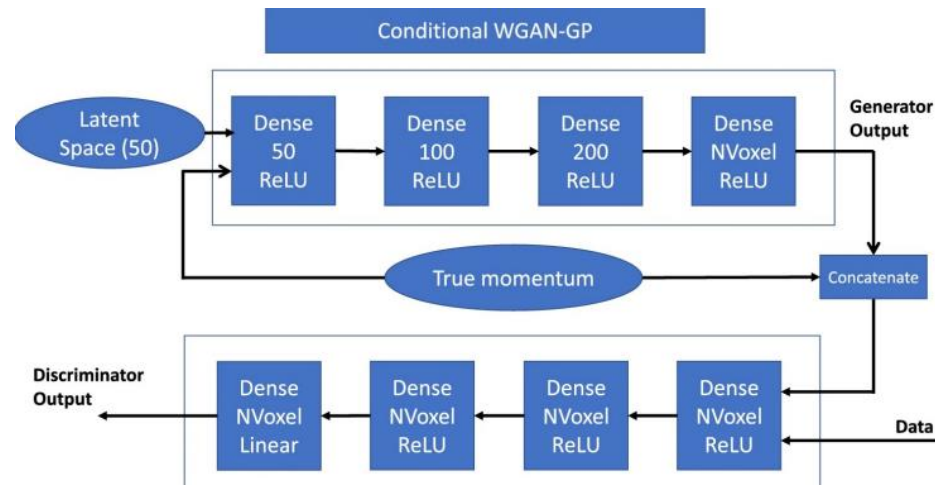 Conditional WGAN-GP
Latent
Space (50)
Dense
50
ReLU
Dense
100
ReLU
Dense
200
ReLU
Dense
NVoxel
ReLU
Generator
Output
True momentum
Concatenate
Discriminator
Output
Dense
NVoxel
Linear
Dense
NVoxel
ReLU
Dense
NVoxel
ReLU
Dense
NVoxel
ReLU
Data